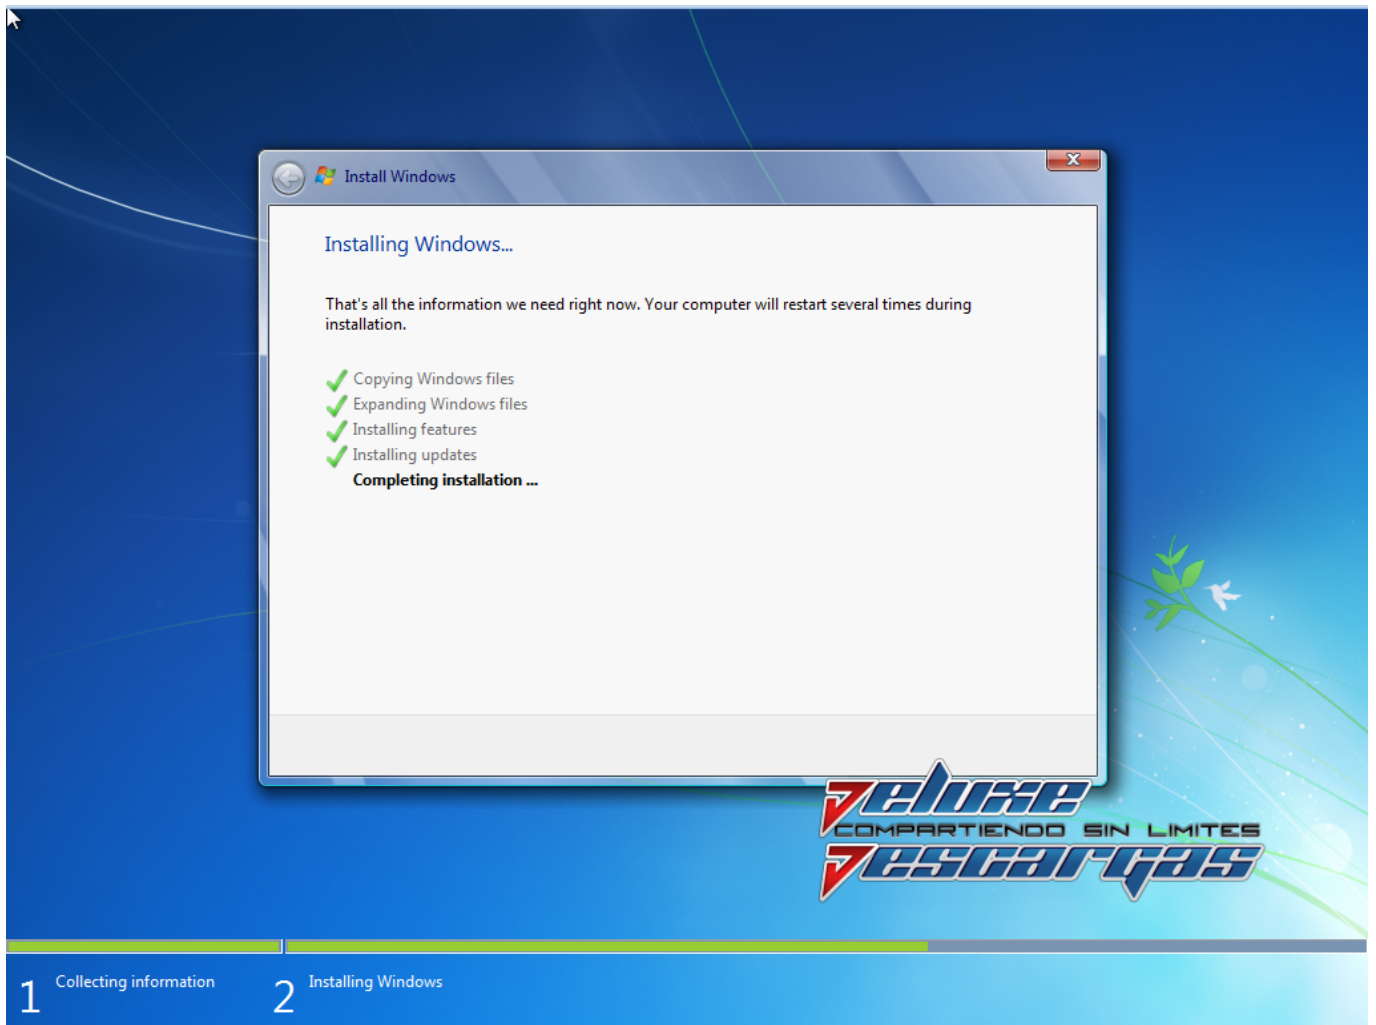 Install Windows
Installing Windows...
That's all the information we need right now. Your computer will restart several times during
installation.
Copying Windows files
Expanding Windows files
Installing features
Installing updates
Completing installation ...
Deluxe
COMPARTIENDO SIN LIMITES
Descargas
1 Collecting information
2 Installing Windows